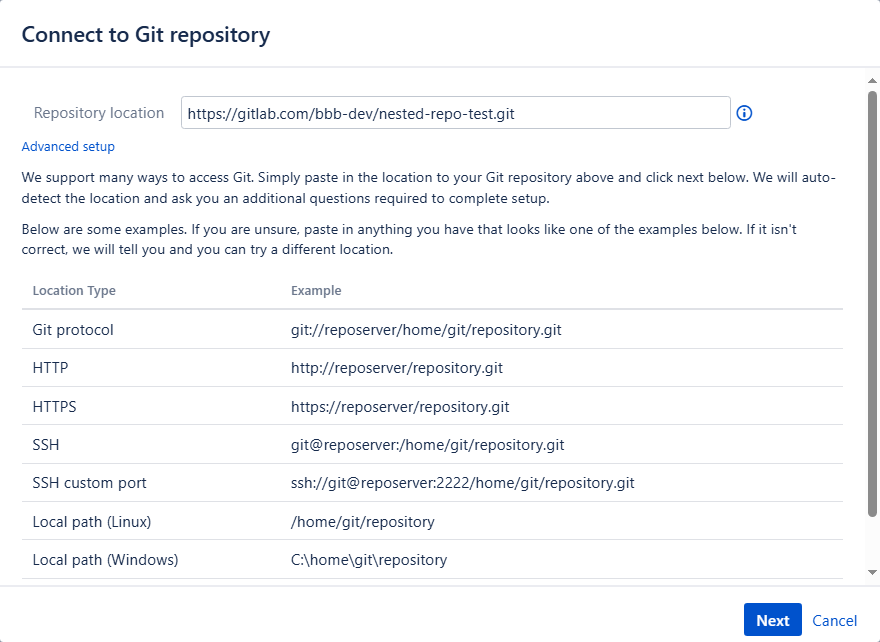 Connect to Git repository
Repository location https://gitlab.com/bbb-dev/nested-repo-test.git
Advanced setup
We support many ways to access Git. Simply paste in the location to your Git repository above and click next below. We will auto-
detect the location and ask you an additional questions required to complete setup.
Below are some examples. If you are unsure, paste in anything you have that looks like one of the examples below. If it isn't
correct, we will tell you and you can try a different location.
Location Type Example
Git protocol git://reposerver/home/git/repository.git
HTTP http://reposerver/repository.git
HTTPS https://reposerver/repository.git
SSH git@reposerver:/home/git/repository.git
SSH custom port ssh://git@reposerver:2222/home/git/repository.git
Local path (Linux) /home/git/repository
Local path (Windows) C:\home\git\repository
Next Cancel